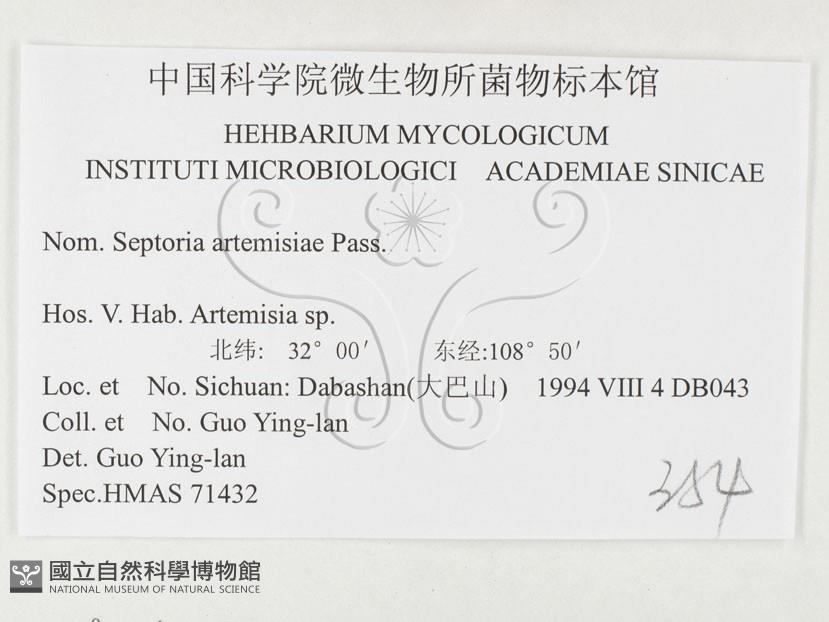 中国科学院微生物所菌物标本馆
HEHBARIUM MYCOLOGICUM
INSTITUTI MICROBIOLOGICI ACADEMIAE SINICAE
Nom. Septoria artemisiae Pass.
Hos. V. Hab. Artemisia sp.
北纬: 32° 00′ 东经:108° 50′
Loc. et No. Sichuan: Dabashan(大巴山) 1994 VIII 4 DB043
Coll. et No. Guo Ying-lan
Det. Guo Ying-lan
Spec.HMAS 71432
384
國立自然科學博物館
NATIONAL MUSEUM OF NATURAL SCIENCE